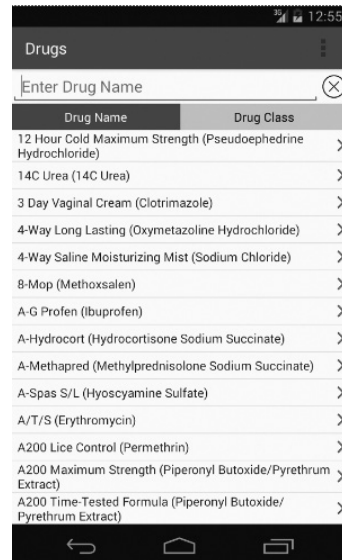 3G 12:55
Drugs
Enter Drug Name
Drug Name Drug Class
12 Hour Cold Maximum Strength (Pseudoephedrine
Hydrochloride)
14C Urea (14C Urea)
3 Day Vaginal Cream (Clotrimazole)
4-Way Long Lasting (Oxymetazoline Hydrochloride)
4-Way Saline Moisturizing Mist (Sodium Chloride)
8-Mop (Methoxsalen)
A-G Profen (Ibuprofen)
A-Hydrocort (Hydrocortisone Sodium Succinate)
A-Methapred (Methylprednisolone Sodium Succinate)
A-Spas S/L (Hyoscyamine Sulfate)
A/T/S (Erythromycin)
A200 Lice Control (Permethrin)
A200 Maximum Strength (Piperonyl Butoxide/Pyrethrum
Extract)
A200 Time-Tested Formula (Piperonyl Butoxide/
Pyrethrum Extract)